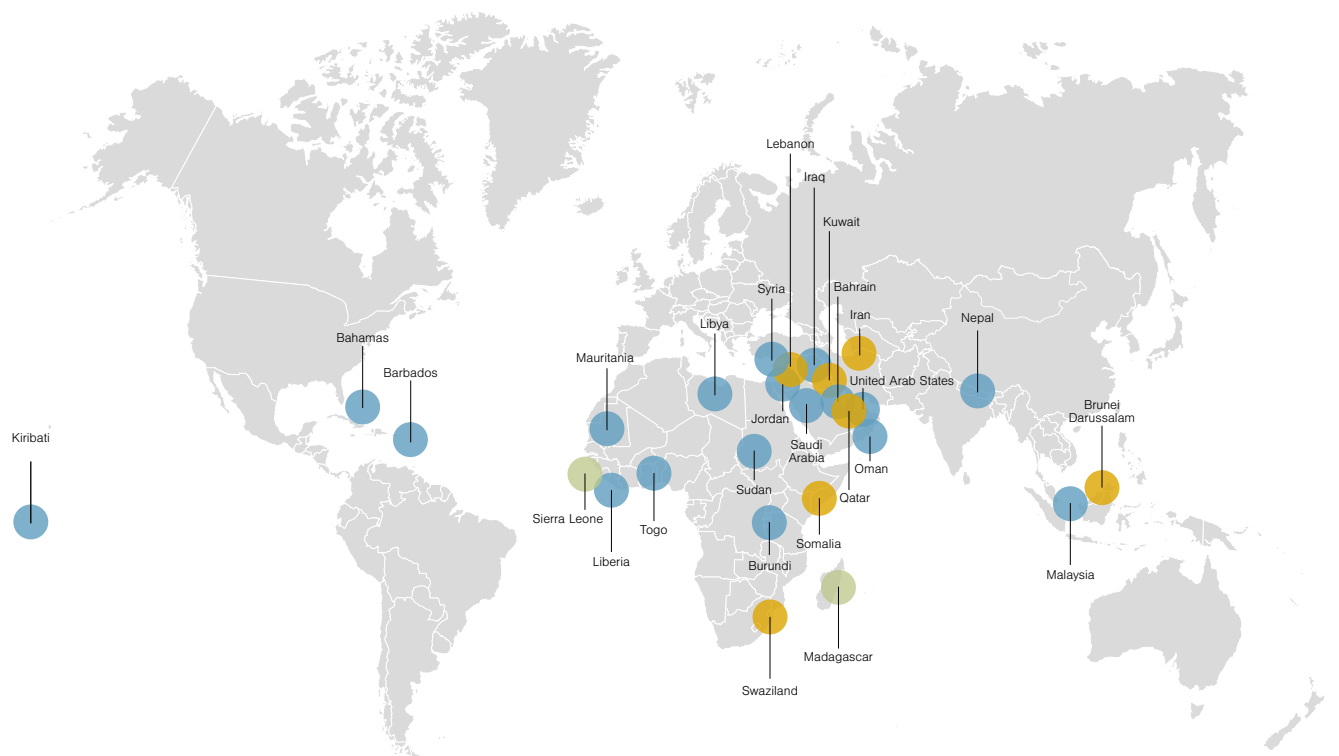 Lebanon
Iraq
Kuwait
Syria
Bahrain
Iran
Nepal
Libya
Bahamas
Mauritania
Barbados
United Arab States
Brunei
Darussalam
Jordan
Kiribati
Saudi
Arabia
Oman
Sudan
Qatar
Sierra Leone
Togo
Somalia
Liberia
Burundi
Malaysia
Madagascar
Swaziland